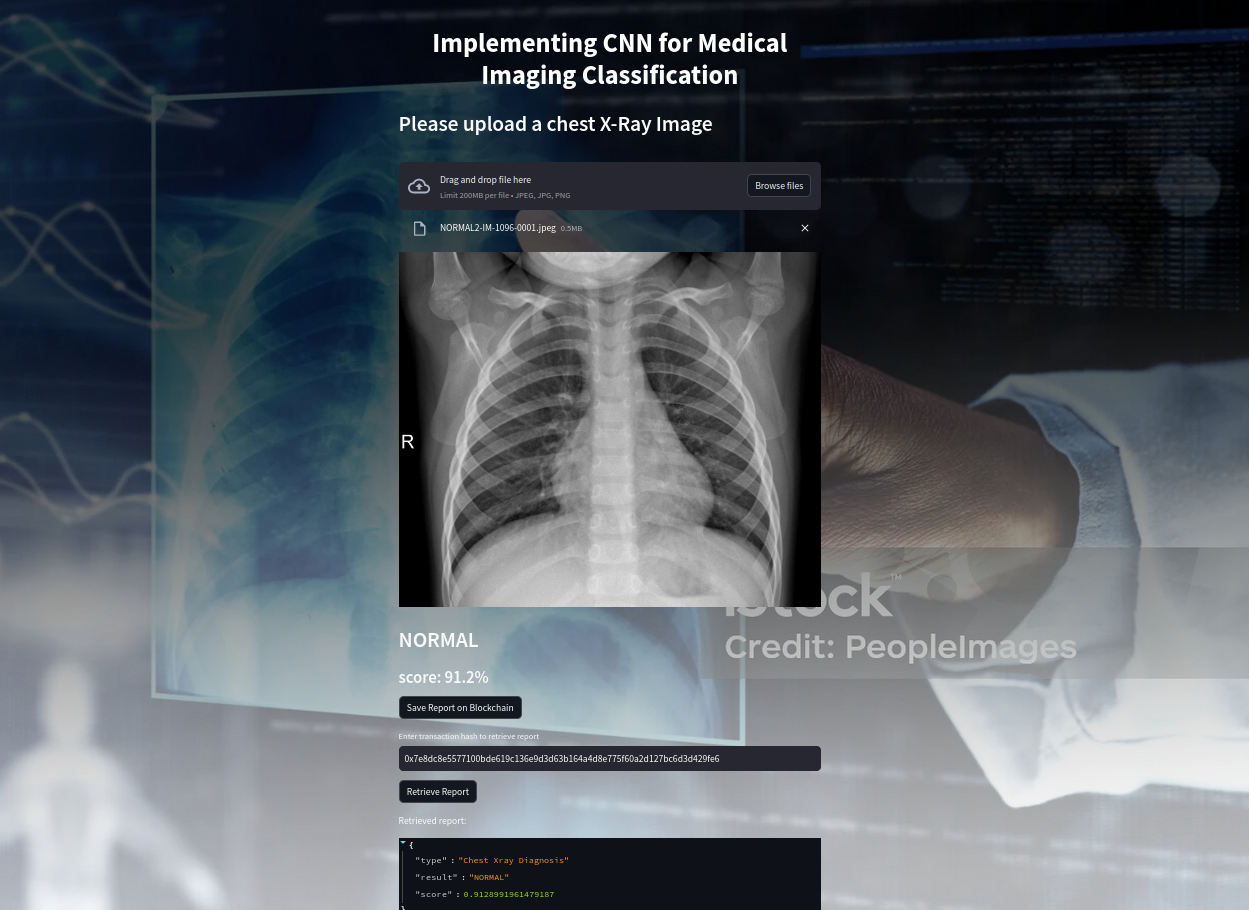 Implementing CNN for Medical
Imaging Classification
Please upload a chest X-Ray Image
Drag and drop file here
Limit 200MB per file • JPEG, JPG, PNG
Browse files
NORMAL2-IM-1096-0001.jpeg 0.5MB
R
iStock™
Credit: PeopleImages
NORMAL
score: 91.2%
Save Report on Blockchain
Enter transaction hash to retrieve report
0x7e8dc8e5577100bde619c136e9d3d63b164a4d8e775f60a2d127bc6d3d429fe6
Retrieve Report
Retrieved report:
{
"type" : "Chest Xray Diagnosis"
"result" : "NORMAL"
"score" : 0.9128991961479187
}